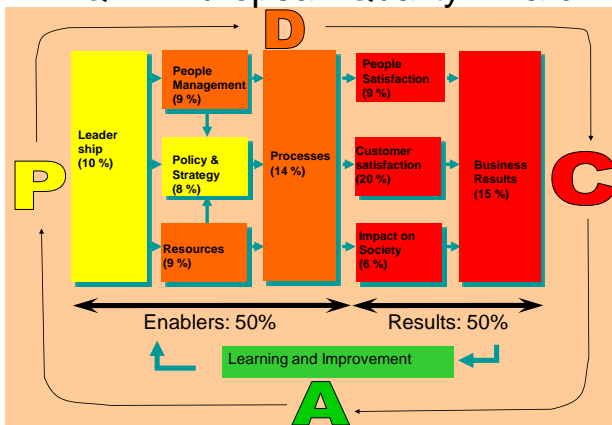 D
People
Management
(9 %)
People
Satisfaction
(9 %)
Leader
ship
(10 %)
Policy &
Strategy
(8 %)
Processes
(14 %)
Customer
satisfaction
(20 %)
Business
Results
(15 %)
P
C
Resources
(9 %)
Impact on
Society
(6 %)
Enablers: 50%
Results: 50%
Learning and Improvement
A